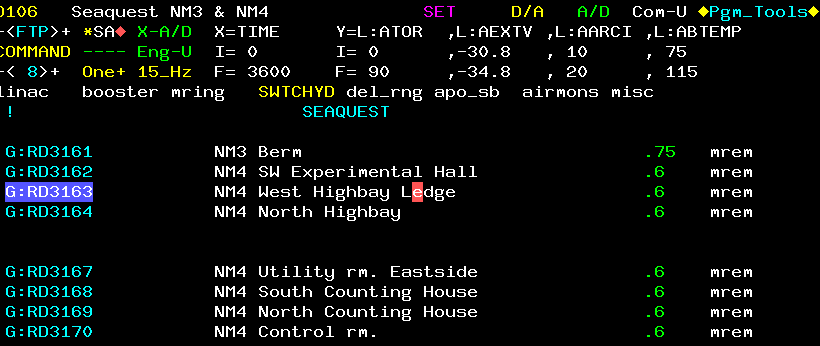 D106 Seaquest NM3 & NM4 SET D/A A/D Com-U ◆Pgm_Tools◆
-<FTP>+ *SA◆ X-A/D X=TIME Y=L:ATOR ,L:AEXTV ,L:AARCI ,L:ABTEMP
COMMAND ---- Eng-U I= 0 I= 0 ,-30.8 , 10 , 75
-< 8>+ One+ 15_Hz F= 3600 F= 90 ,-34.8 , 20 , 115
linac booster mring SWTCHYD del_rng apo_sb airmons misc
! SEAQUEST
G:RD3161 NM3 Berm .75 mrem
G:RD3162 NM4 SW Experimental Hall .6 mrem
G:RD3163 NM4 West Highbay Ledge .6 mrem
G:RD3164 NM4 North Highbay .6 mrem
G:RD3167 NM4 Utility rm. Eastside .6 mrem
G:RD3168 NM4 South Counting House .6 mrem
G:RD3169 NM4 North Counting House .6 mrem
G:RD3170 NM4 Control rm. .6 mrem